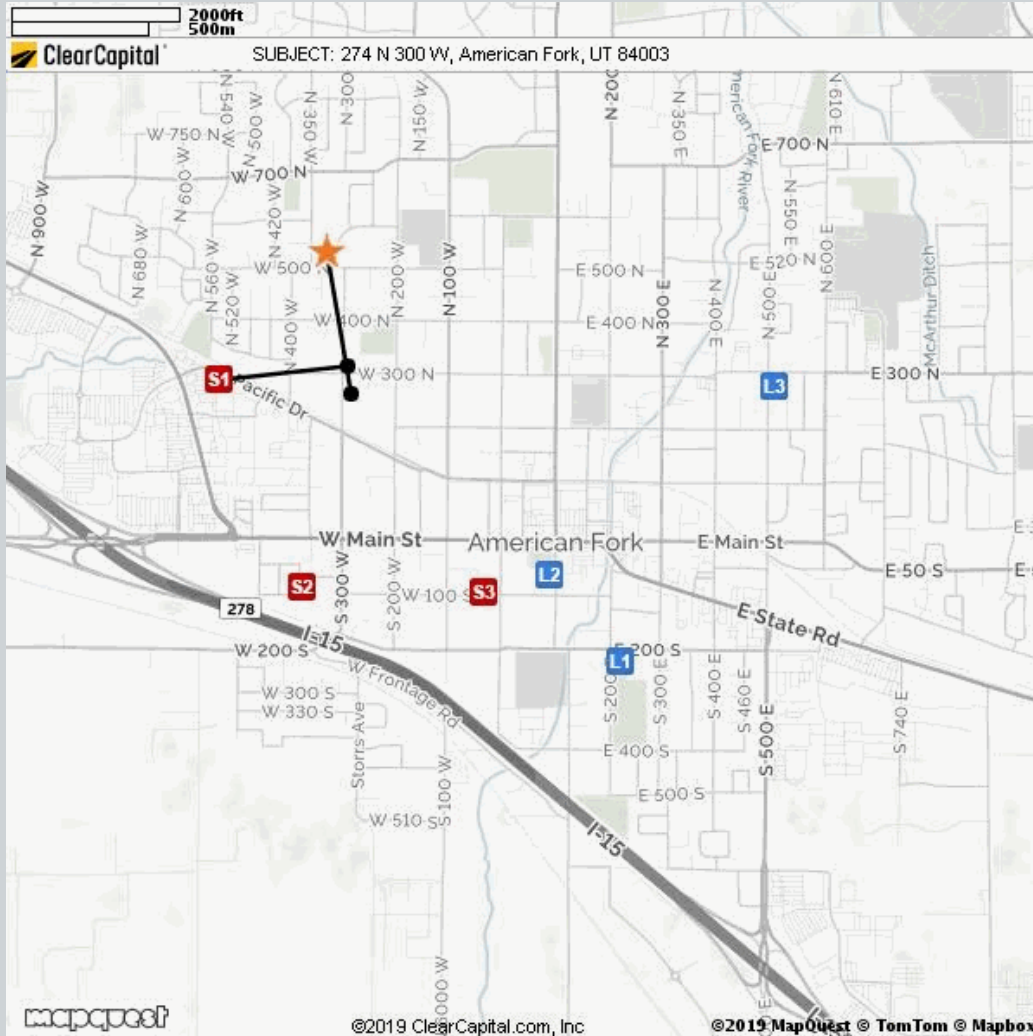 2000ft
500m
ClearCapital
SUBJECT: 274 N 300 W, American Fork, UT 84003
N 540 W
N 500 W
N 350 W
N 300
N 150 W
N 200
N 350 E
merican Fork River
N 610 E
W 750 N
E 700 N
W 700 N
N 600 W
N 420 W
N 900 W
N 680 W
N 560 W
N 520 W
W 500
N 200 W
N 100 W
E 500 N
N 550 E
E 520 N
N 600 E
N 500 E
N 400 W
W 400 N
E 400 N
N 300 E
N 400 E
McArthur Ditch
S1
Pacific Dr
W 300 N
L3
E 300 N
W Main St
American Fork
E Main St
E 50 S
E
S2
S 300 W
S 200 W
W 100 S
S3
L2
278
I-15
E State Rd
W 200 S
E 200 S
L1
W Frontage Rd
W 300 S
W 330 S
Storrs Ave
S 200
S 300 E
S 400 E
S 460 E
S 500 E
S 740 E
E 400 S
S 100 W
E 500 S
W 510 S
I-15
6000 W
mapquest
©2019 ClearCapital.com, Inc
©2019 MapQuest © TomTom © Mapbo